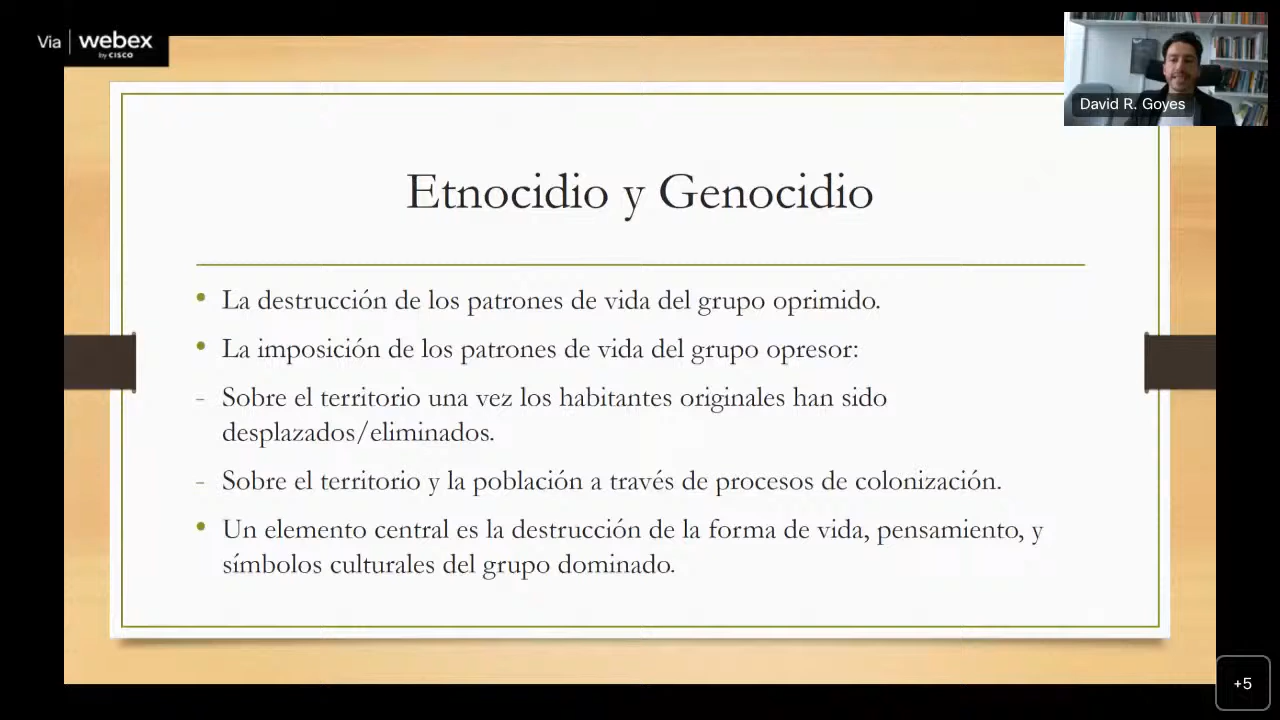 Via webex
by CISCO
David R. Goyes
Etnocidio y Genocidio
• La destrucción de los patrones de vida del grupo oprimido.
• La imposición de los patrones de vida del grupo opresor:
- Sobre el territorio una vez los habitantes originales han sido
desplazados/eliminados.
- Sobre el territorio y la población a través de procesos de colonización.
• Un elemento central es la destrucción de la forma de vida, pensamiento, y
símbolos culturales del grupo dominado.
+5